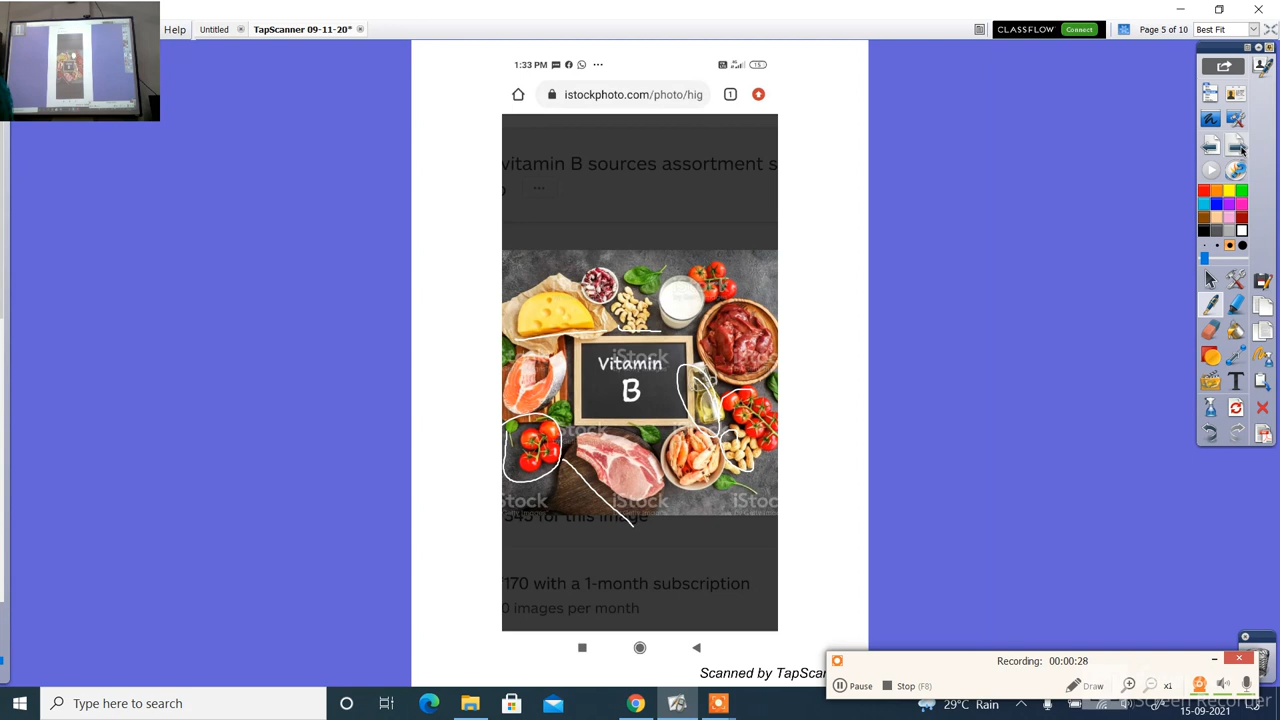 Help
Untitled
TapScanner 09-11-20*
CLASSFLOW
Connect
Page 5 of 10
Best Fit
1:33 PM
istockphoto.com/photo/hig
1
vitamin B sources assortment s
Vitamin
B
iStock
iStock
for this image
170 with a 1-month subscription
0 images per month
Scanned by TapScan
Recording: 00:00:28
Pause
Stop (F8)
Draw
x1
Type here to search
29°C Rain
Screen Recorder
15-09-2021